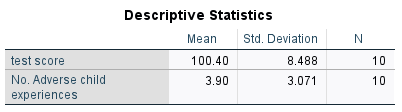 Descriptive Statistics
Mean Std. Deviation N
test score 100.40 8.488 10
No. Adverse child experiences 3.90 3.071 10